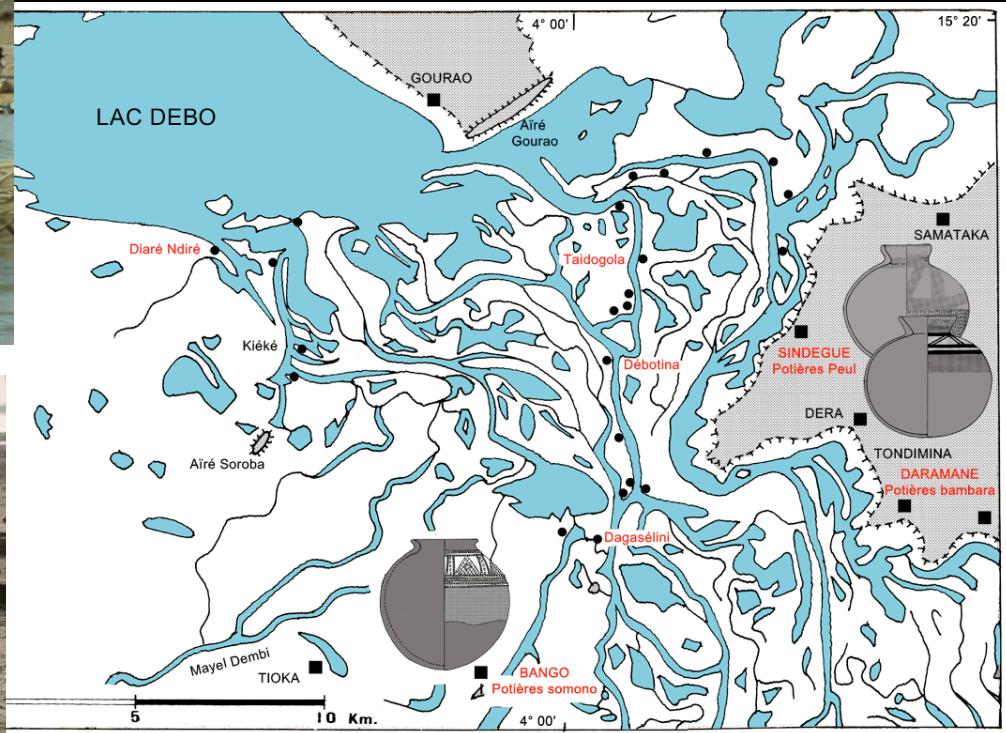 4° 00'
15° 20'
GOURAO
LAC DEBO
Aïré
Gourao
SAMATAKA
Diaré Ndiré
Taidogola
Kiéké
SINDEGUE
Potières Peul
Débotina
DERA
Aïré Soroba
TONDIMINA
DARAMANE
Potières bambara
Dagasélini
Mayel Dembi
TIOKA
BANGO
Potières somono
5
10 Km.
4° 00'